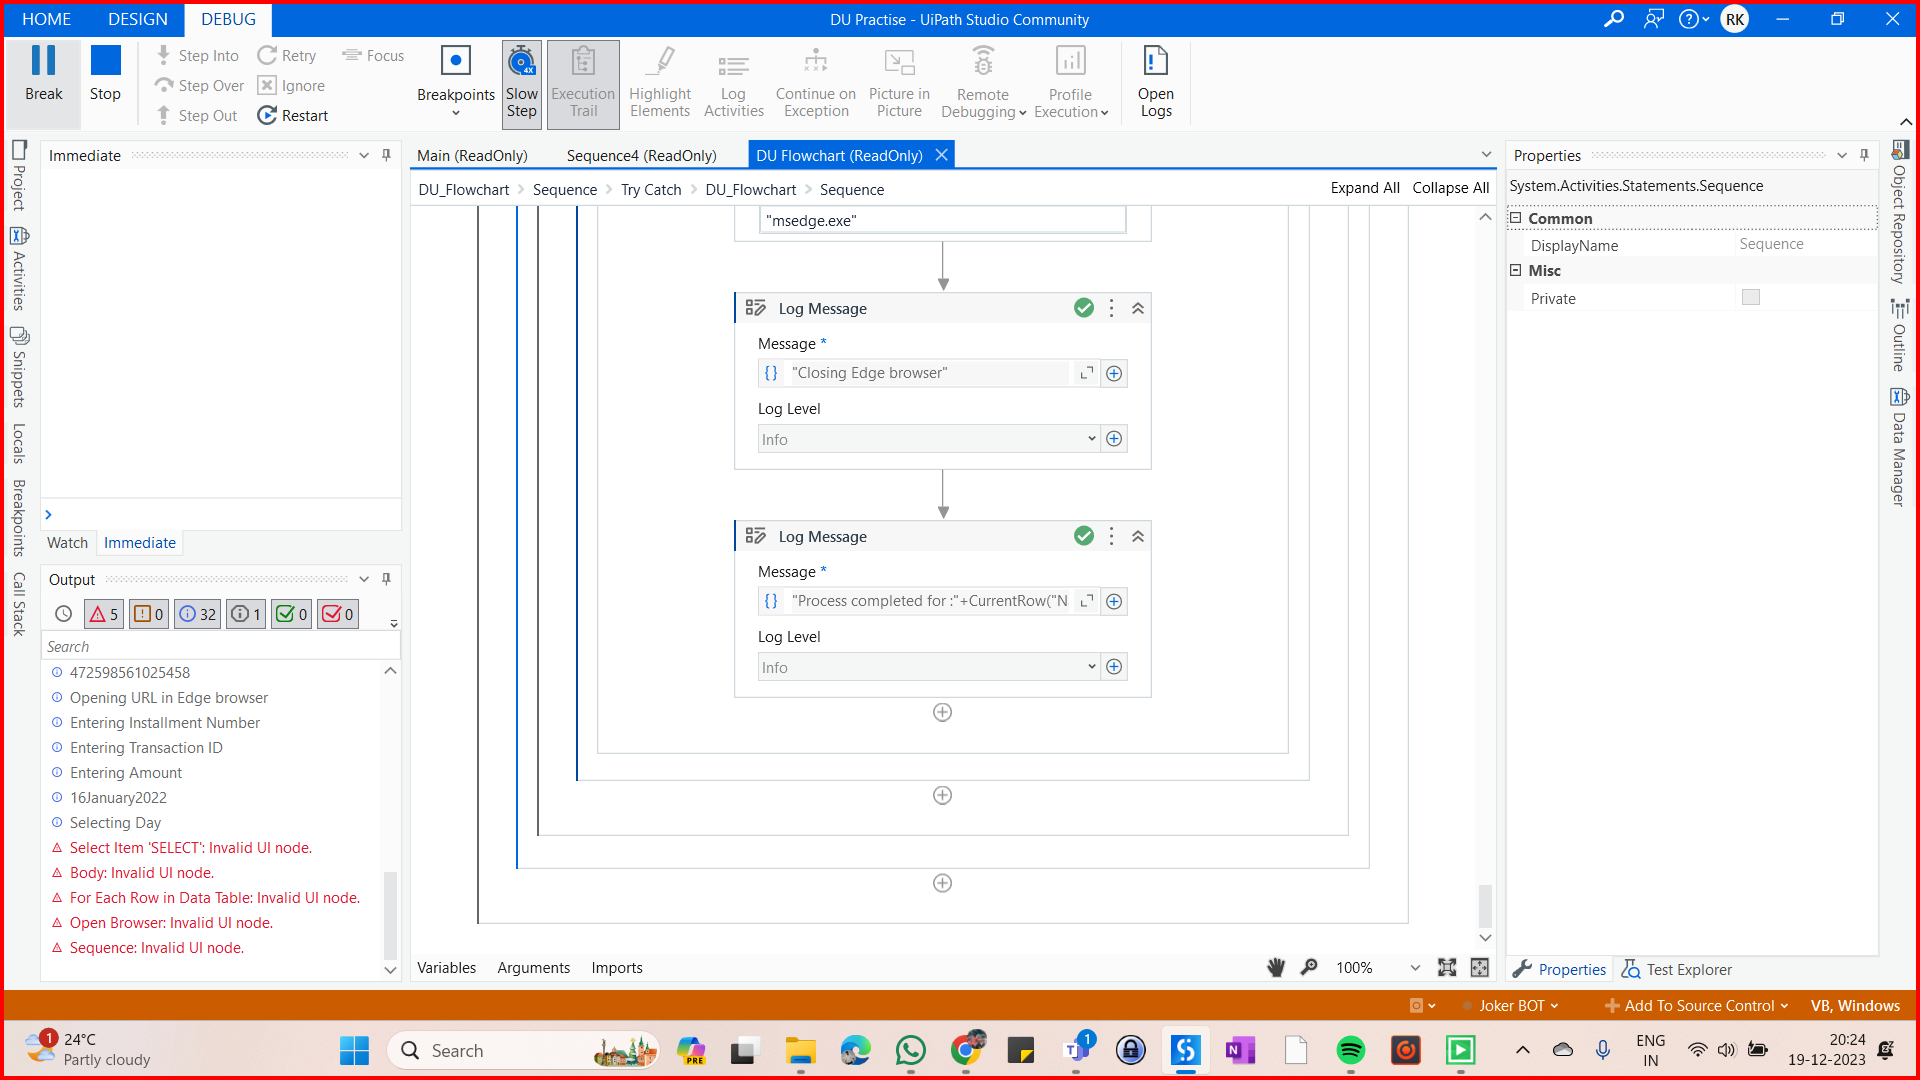 HOME DESIGN DEBUG
DU Practise - UiPath Studio Community
RK
Break
Stop
Step Into
Step Over
Step Out
Retry
Ignore
Restart
Focus
Breakpoints
Slow Step
4X
Execution Trail
Highlight Elements
Log Activities
Continue on Exception
Picture in Picture
Remote Debugging
Profile Execution
Open Logs
Project
Activities
Snippets
Locals
Breakpoints
Call Stack
Immediate
Watch Immediate
Output
5 0 32 1 0 0
Search
472598561025458
Opening URL in Edge browser
Entering Installment Number
Entering Transaction ID
Entering Amount
16January2022
Selecting Day
Select Item 'SELECT': Invalid UI node.
Body: Invalid UI node.
For Each Row in Data Table: Invalid UI node.
Open Browser: Invalid UI node.
Sequence: Invalid UI node.
Main (ReadOnly) Sequence4 (ReadOnly) DU Flowchart (ReadOnly)
DU_Flowchart Sequence Try Catch DU_Flowchart Sequence
Expand All Collapse All
"msedge.exe"
Log Message
Message *
"Closing Edge browser"
Log Level
Info
Log Message
Message *
"Process completed for :"+CurrentRow("N
Log Level
Info
Variables Arguments Imports
100%
Properties
System.Activities.Statements.Sequence
Common
DisplayName Sequence
Misc
Private
Properties Test Explorer
Object Repository
Outline
Data Manager
Joker BOT
Add To Source Control
VB, Windows
1
24°C
Partly cloudy
Search
PRE
1
ENG
IN
20:24
19-12-2023